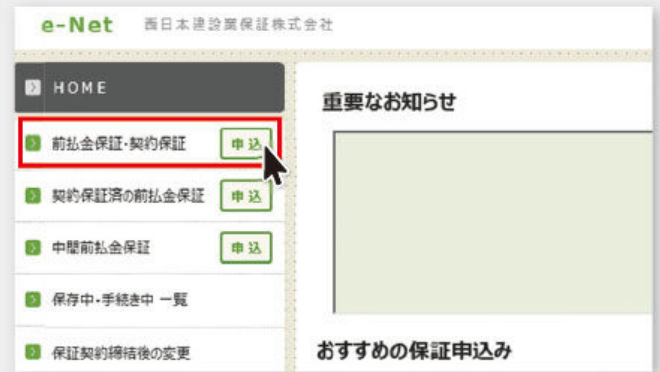 e-Net 西日本建設業保証株式会社
HOME
前払金保証・契約保証 申込
契約保証済の前払金保証 申込
中間前払金保証 申込
保存中・手続き中 一覧
保証契約締結後の変更
重要なお知らせ
おすすめの保証申込み